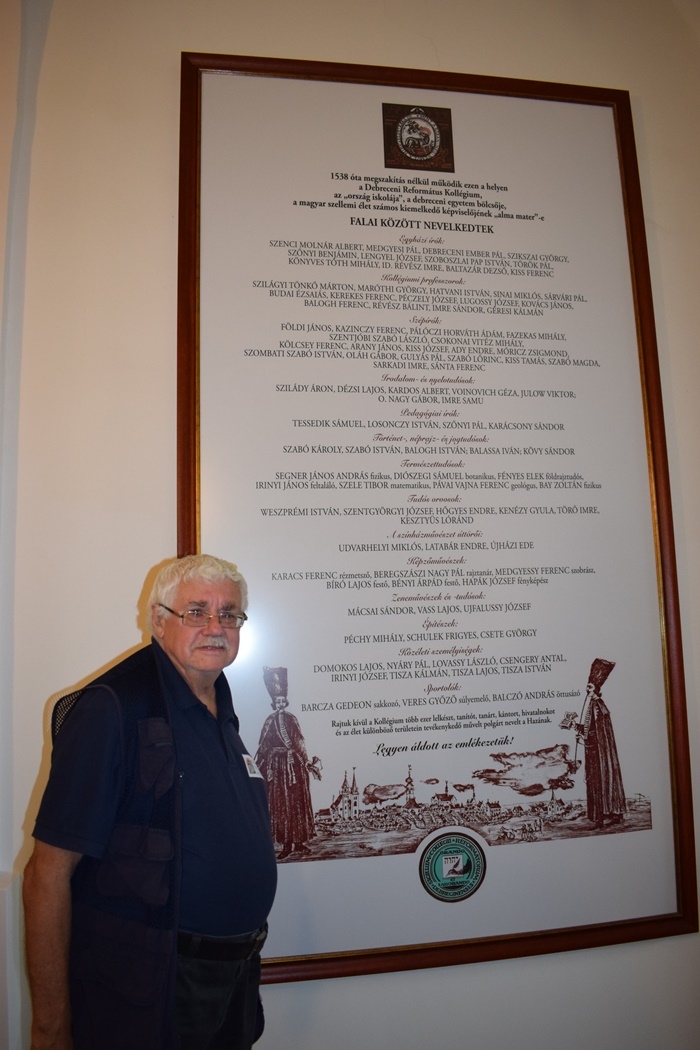 1538 óta megszakítás nélkül működik ezen a helyen
a Debreceni Református Kollégium,
az „ország iskolája”, a debreceni egyetem bölcsője,
a magyar szellemi élet számos kiemelkedő képviselőjének „alma mater”-e
FALAI KÖZÖTT NEVELKEDTEK
Egyházi írók:
SZENCI MOLNÁR ALBERT, MEDGYESI PÁL, DEBRECENI EMBER PÁL, SZIKSZAI GYÖRGY,
SZŐNYI BENJÁMIN, LENGYEL JÓZSEF, SZOBOSZLAI PAP ISTVÁN, TÖRÖK PÁL,
KÖNYVES TÓTH MIHÁLY, ID. RÉVÉSZ IMRE, BALTAZÁR DEZSŐ, KISS FERENC
Kollégiumi professzorok:
SZILÁGYI TÖNKŐ MÁRTON, MARÓTHI GYÖRGY, HATVANI ISTVÁN, SINAI MIKLÓS, SÁRVÁRI PÁL,
BUDAI ÉZSAIÁS, KEREKES FERENC, PÉCZELY JÓZSEF, LUGOSSY JÓZSEF, KOVÁCS JÁNOS,
BALOGH FERENC, RÉVÉSZ BÁLINT, IMRE SÁNDOR, GÉRESI KÁLMÁN
Szépírók:
FÖLDI JÁNOS, KAZINCZY FERENC, PÁLÓCZI HORVÁTH ÁDÁM, FAZEKAS MIHÁLY,
SZENTJÓBI SZABÓ LÁSZLÓ, CSOKONAI VITÉZ MIHÁLY,
KÖLCSEY FERENC, ARANY JÁNOS, KISS JÓZSEF, ADY ENDRE, MÓRICZ ZSIGMOND,
SZOMBATI SZABÓ ISTVÁN, OLÁH GÁBOR, GULYÁS PÁL, SZABÓ LŐRINC, KISS TAMÁS, SZABÓ MAGDA,
SARKADI IMRE, SÁNTA FERENC
Irodalom- és nyelvtudósok:
SZILÁDY ÁRON, DÉZSI LAJOS, KARDOS ALBERT, VOINOVICH GÉZA, JULOW VIKTOR;
O. NAGY GÁBOR, IMRE SAMU
Pedagógiai írók:
TESSEDIK SÁMUEL, LOSONCZY ISTVÁN, SZŐNYI PÁL, KARÁCSONY SÁNDOR
Történet-, néprajz- és jogtudósok:
SZABÓ KÁROLY, SZABÓ ISTVÁN, BALOGH ISTVÁN; BALASSA IVÁN; KÖVY SÁNDOR
Természettudósok:
SEGNER JÁNOS ANDRÁS fizikus, DIÓSZEGI SÁMUEL botanikus, FÉNYES ELEK földrajztudós,
IRINYI JÁNOS feltaláló, SZELE TIBOR matematikus, PÁVAI VAJNA FERENC geológus, BAY ZOLTÁN fizikus
Tudós orvosok:
WESZPRÉMI ISTVÁN, SZENTGYÖRGYI JÓZSEF, HŐGYES ENDRE, KENÉZY GYULA, TÖRŐ IMRE,
KESZTYŰS LÓRÁND
A színházművészet úttörői:
UDVARHELYI MIKLÓS, LATABÁR ENDRE, ÚJHÁZI EDE
Képzőművészek:
KARACS FERENC rézmetsző, BEREGSZÁSZI NAGY PÁL rajztanár, MEDGYESSY FERENC szobrász,
BÍRÓ LAJOS festő, BÉNYI ÁRPÁD festő, HAPÁK JÓZSEF fényképész
Zeneművészek és -tudósok:
MÁCSAI SÁNDOR, VASS LAJOS, UJFALUSSY JÓZSEF
Építészek:
PÉCHY MIHÁLY, SCHULEK FRIGYES, CSETE GYÖRGY
Közéleti személyiségek:
DOMOKOS LAJOS, NYÁRY PÁL, LOVASSY LÁSZLÓ, CSENGERY ANTAL,
IRINYI JÓZSEF, TISZA KÁLMÁN, TISZA LAJOS, TISZA ISTVÁN
Sportolók:
BARCZA GEDEON sakkozó, VERES GYŐZŐ súlyemelő, BALCZÓ ANDRÁS öttusázó
Rajtuk kívül a Kollégium több ezer lelkészt, tanítót, tanárt, kántort, hivatalnokot
és az élet különböző területein tevékenykedő művelt polgárt nevelt a Hazának.
Legyen áldott az emlékezetük!
ORANDO
ET
LABORANDO